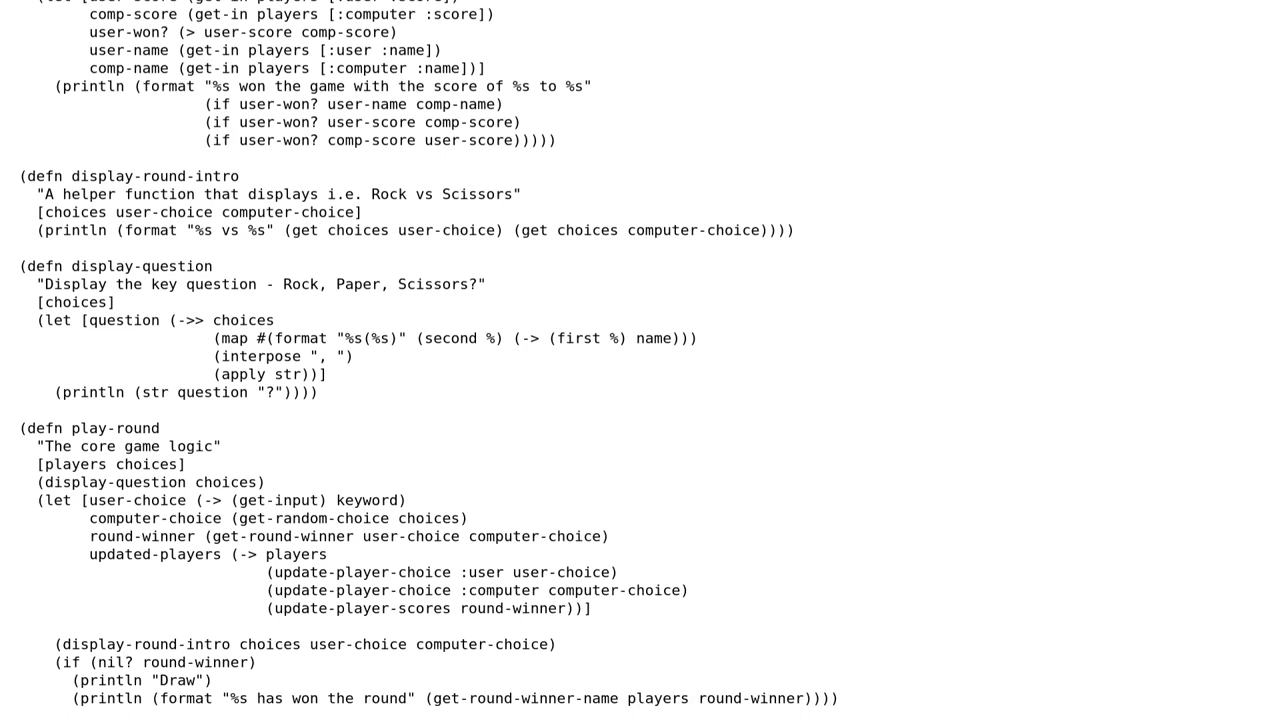 comp-score (get-in players [:computer :score])
user-won? (> user-score comp-score)
user-name (get-in players [:user :name])
comp-name (get-in players [:computer :name])]
(println (format "%s won the game with the score of %s to %s"
(if user-won? user-name comp-name)
(if user-won? user-score comp-score)
(if user-won? comp-score user-score)))))
(defn display-round-intro
"A helper function that displays i.e. Rock vs Scissors"
[choices user-choice computer-choice]
(println (format "%s vs %s" (get choices user-choice) (get choices computer-choice))))
(defn display-question
"Display the key question - Rock, Paper, Scissors?"
[choices]
(let [question (->> choices
(map #(format "%s(%s)" (second %) (-> (first %) name)))
(interpose ", ")
(apply str))]
(println (str question "?"))))
(defn play-round
"The core game logic"
[players choices]
(display-question choices)
(let [user-choice (-> (get-input) keyword)
computer-choice (get-random-choice choices)
round-winner (get-round-winner user-choice computer-choice)
updated-players (-> players
(update-player-choice :user user-choice)
(update-player-choice :computer computer-choice)
(update-player-scores round-winner))]
(display-round-intro choices user-choice computer-choice)
(if (nil? round-winner)
(println "Draw")
(println (format "%s has won the round" (get-round-winner-name players round-winner))))